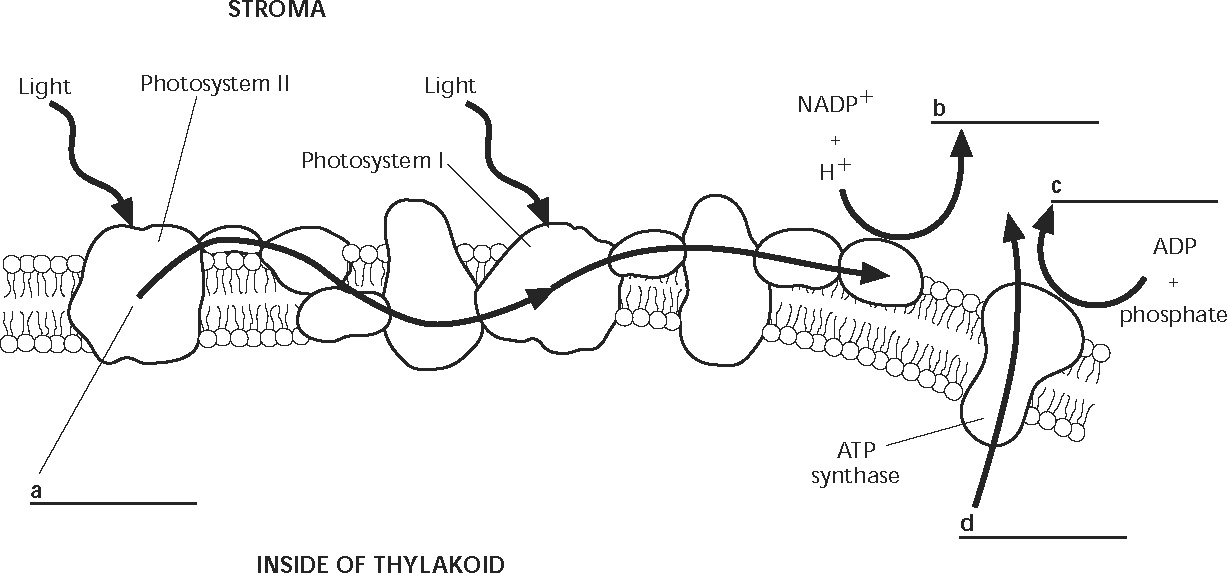 STROMA
Light
Photosystem II
Light
Photosystem I
NADP+
+
H+
b
c
ADP
+
phosphate
ATP
synthase
a
d
INSIDE OF THYLAKOID